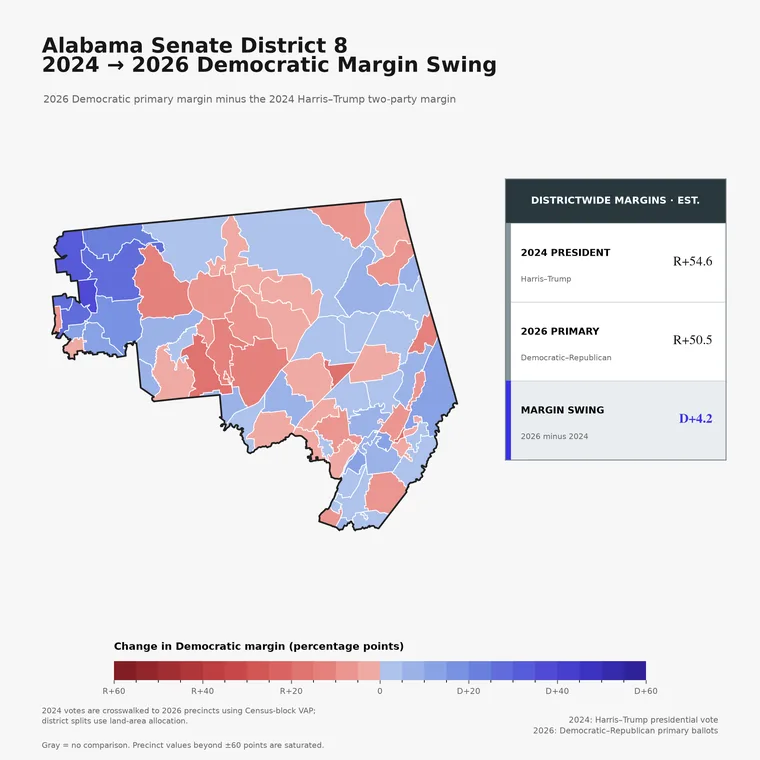 Alabama Senate District 8
2024 → 2026 Democratic Margin Swing
2026 Democratic primary margin minus the 2024 Harris–Trump two-party margin
DISTRICTWIDE MARGINS · EST.
2024 PRESIDENT
R+54.6
Harris–Trump
2026 PRIMARY
R+50.5
Democratic–Republican
MARGIN SWING
D+4.2
2026 minus 2024
Change in Democratic margin (percentage points)
R+60 R+40 R+20 0 D+20 D+40 D+60
2024 votes are crosswalked to 2026 precincts using Census-block VAP;
district splits use land-area allocation.
Gray = no comparison. Precinct values beyond ±60 points are saturated.
2024: Harris–Trump presidential vote
2026: Democratic–Republican primary ballots